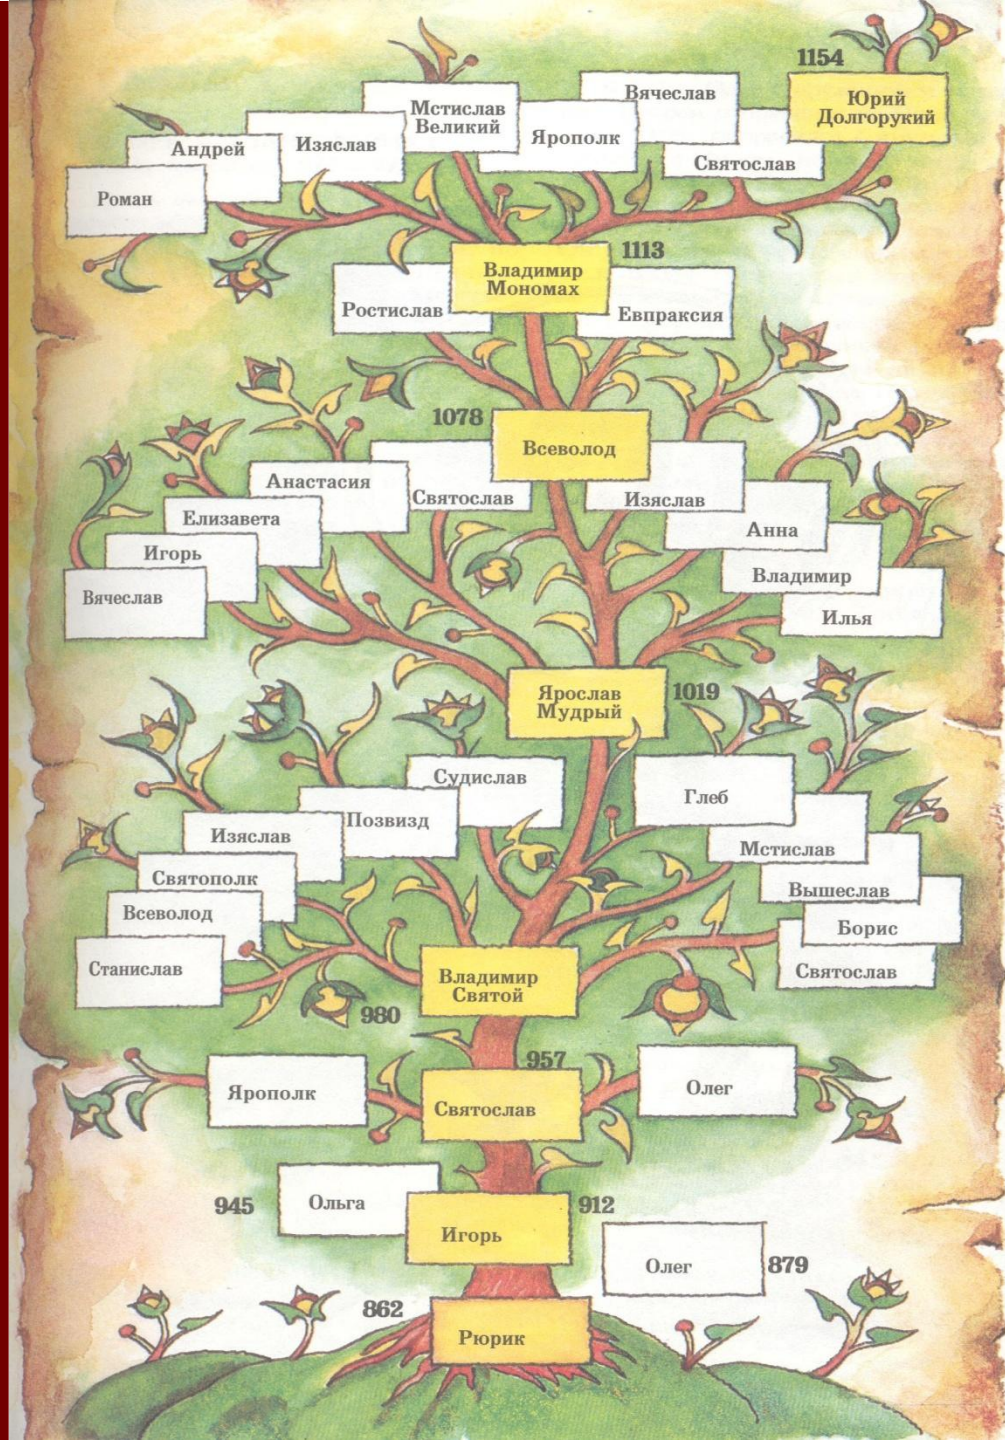 1154
Вячеслав
Юрий
Долгорукий
Мстислав
Великий
Ярополк
Изяслав
Андрей
Святослав
Роман
1113
Владимир
Мономах
Ростислав
Евпраксия
1078
Всеволод
Анастасия
Святослав
Изяслав
Елизавета
Анна
Игорь
Владимир
Вячеслав
Илья
Ярослав
Мудрый
1019
Судислав
Глеб
Позвизд
Изяслав
Мстислав
Святополк
Вышеслав
Всеволод
Борис
Станислав
Святослав
Владимир
Святой
980
957
Ярополк
Святослав
Олег
945
Ольга
912
Игорь
Олег
879
862
Рюрик